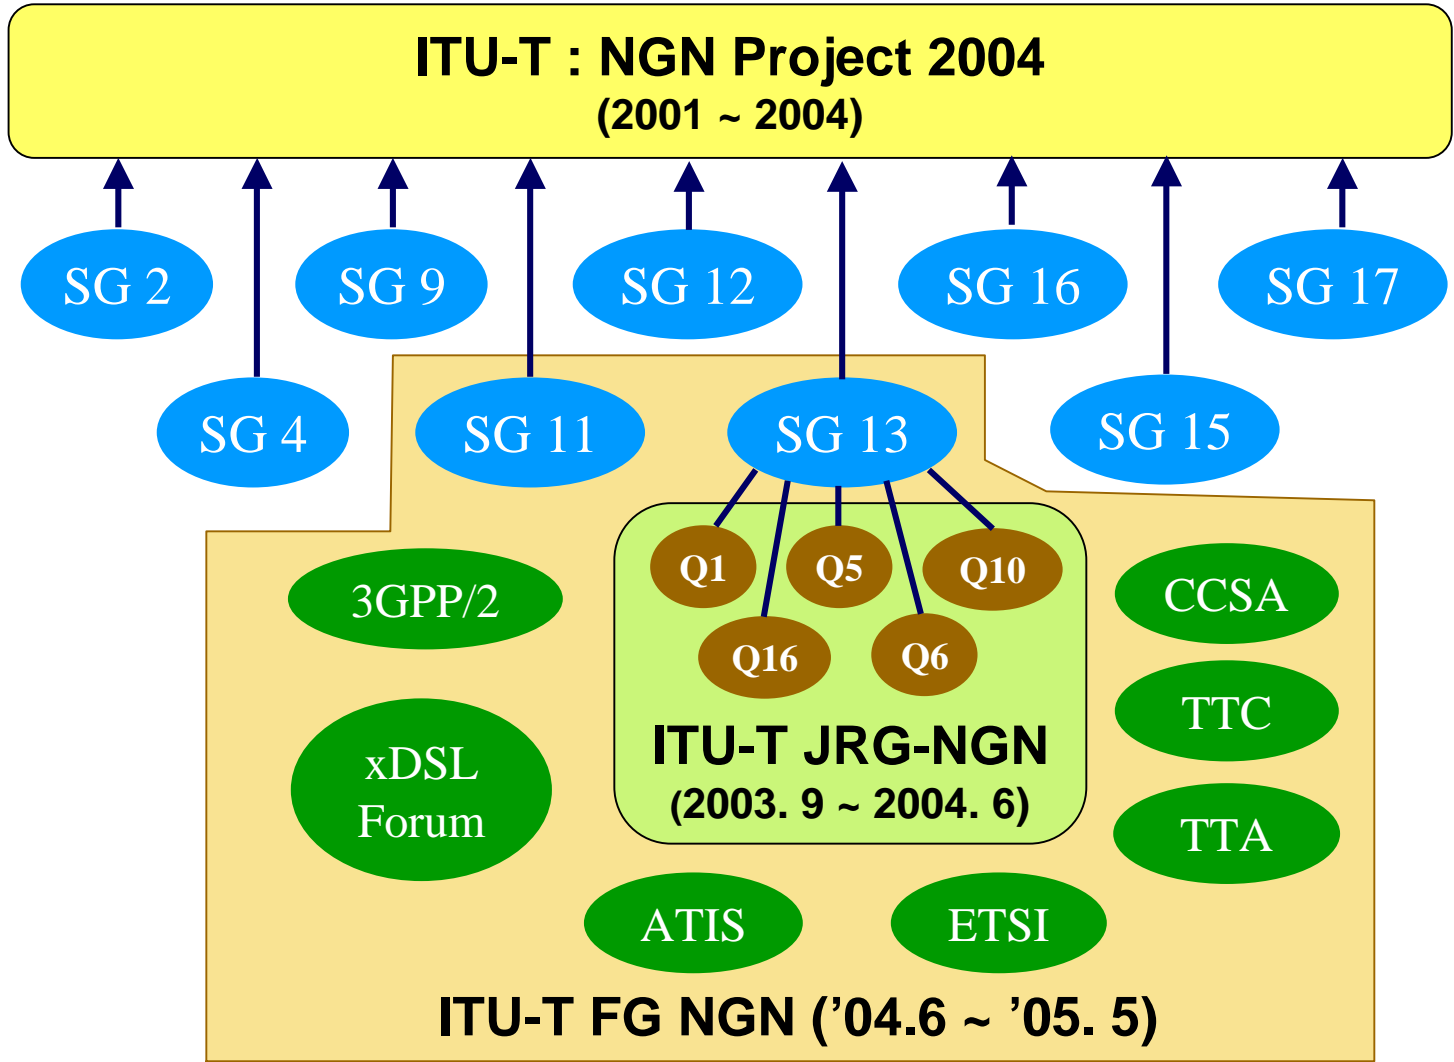 ITU-T : NGN Project 2004
(2001 ~ 2004)
SG 2
SG 9
SG 12
SG 16
SG 17
SG 4
SG 11
SG 13
SG 15
Q1
Q5
Q10
Q16
Q6
3GPP/2
CCSA
TTC
ITU-T JRG-NGN
(2003. 9 ~ 2004. 6)
xDSL
Forum
TTA
ATIS
ETSI
ITU-T FG NGN (’04.6 ~ ’05. 5)